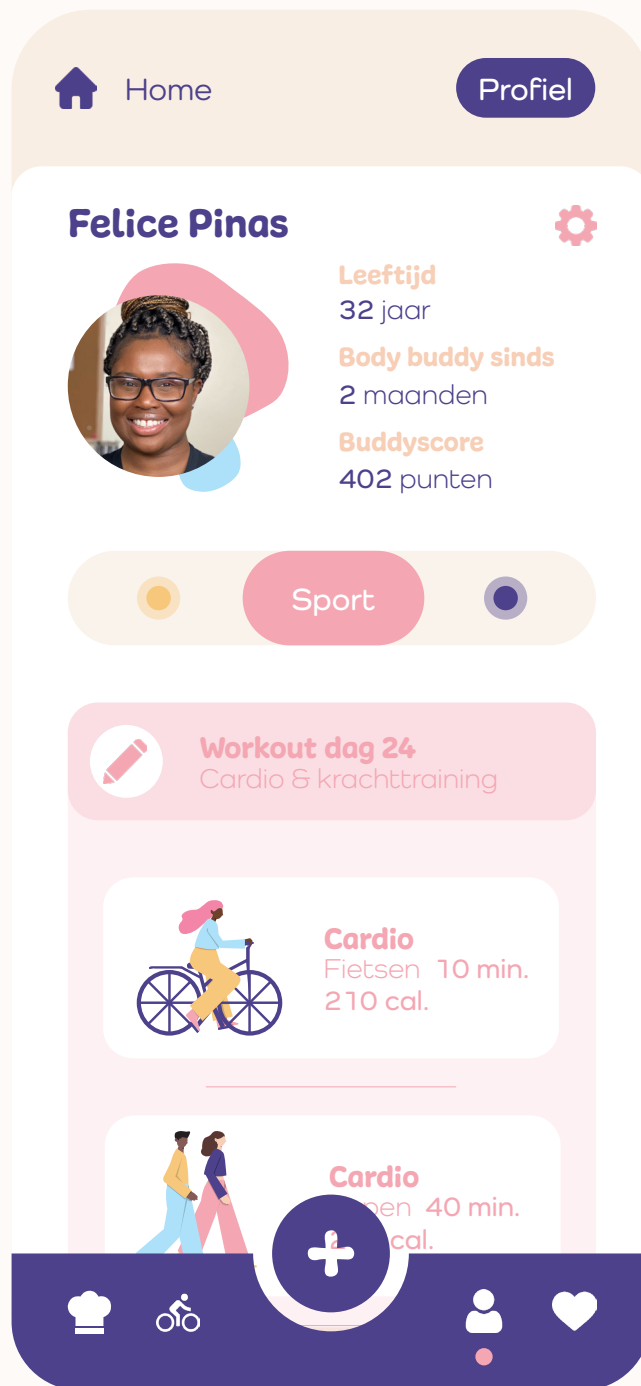 Home
Profiel
Felice Pinas
Leeftijd
32 jaar
Body buddy sinds
2 maanden
Buddyscore
402 punten
Sport
Workout dag 24
Cardio & krachttraining
Cardio
Fietsen 10 min.
210 cal.
Cardio
40 min.
cal.